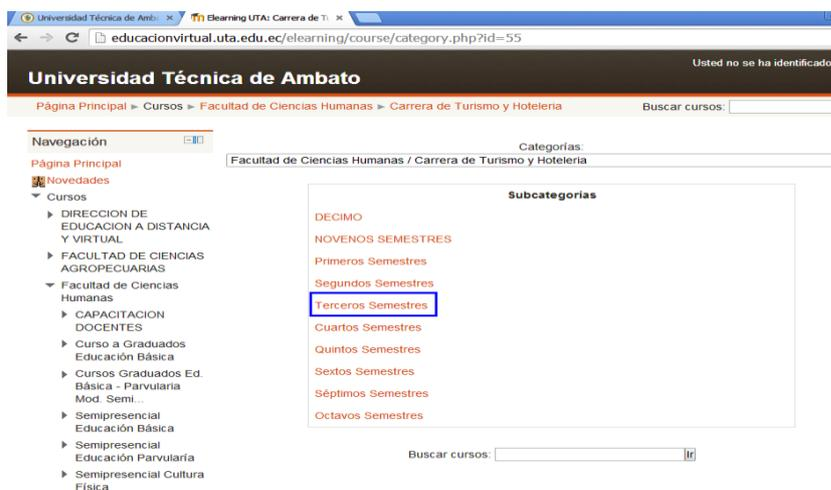 Universidad Técnica de Amba
Elearning UTA: Carrera de Tu
educacionvirtual.uta.edu.ec/elearning/course/category.php?id=55
Usted no se ha identificado
Universidad Técnica de Ambato
Página Principal ► Cursos ► Facultad de Ciencias Humanas ► Carrera de Turismo y Hoteleria
Buscar cursos:
Navegación
Página Principal
Novedades
Cursos
DIRECCION DE
EDUCACION A DISTANCIA
Y VIRTUAL
FACULTAD DE CIENCIAS
AGROPECUARIAS
Facultad de Ciencias
Humanas
CAPACITACION
DOCENTES
Curso a Graduados
Educación Básica
Cursos Graduados Ed.
Básica - Parvularia
Mod. Semi...
Semipresencial
Educación Básica
Semipresencial
Educación Parvularía
Semipresencial Cultura
Física
Categorías:
Facultad de Ciencias Humanas / Carrera de Turismo y Hoteleria
Subcategorías
DECIMO
NOVENOS SEMESTRES
Primeros Semestres
Segundos Semestres
Terceros Semestres
Cuartos Semestres
Quintos Semestres
Sextos Semestres
Séptimos Semestres
Octavos Semestres
Buscar cursos:
Ir